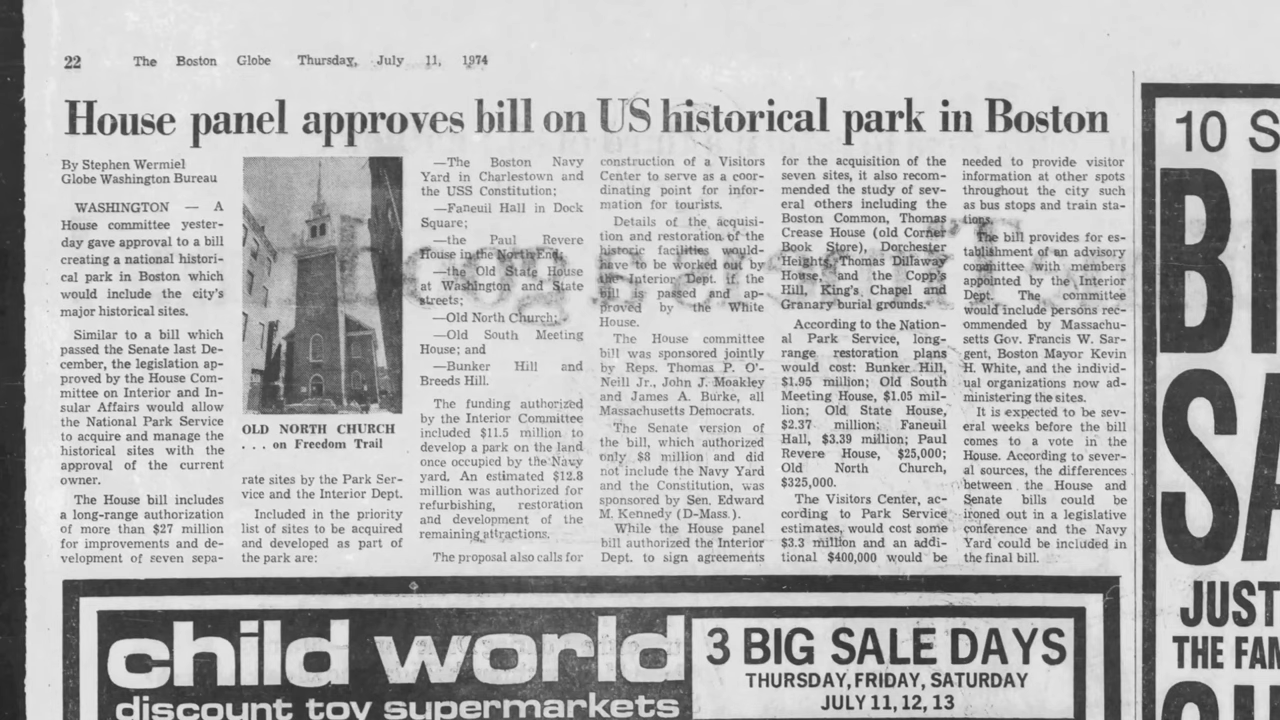 22 The Boston Globe Thursday, July 11, 1974
House panel approves bill on US historical park in Boston
By Stephen Wermiel
Globe Washington Bureau
WASHINGTON — A
House committee yester-
day gave approval to a bill
creating a national histori-
cal park in Boston which
would include the city's
major historical sites.
Similar to a bill which
passed the Senate last De-
cember, the legislation ap-
proved by the House Com-
mittee on Interior and In-
sular Affairs would allow
the National Park Service
to acquire and manage the
historical sites with the
approval of the current
owner.
The House bill includes
a long-range authorization
of more than $27 million
for improvements and de-
velopment of seven sepa-
OLD NORTH CHURCH
. . . on Freedom Trail
rate sites by the Park Ser-
vice and the Interior Dept.
Included in the priority
list of sites to be acquired
and developed as part of
the park are:
—The Boston Navy
Yard in Charlestown and
the USS Constitution;
—Faneuil Hall in Dock
Square;
—the Paul Revere
House in the North End;
—the Old State House
at Washington and State
streets;
—Old North Church;
—Old South Meeting
House; and
—Bunker Hill and
Breeds Hill.
The funding authorized
by the Interior Committee
included $11.5 million to
develop a park on the land
once occupied by the Navy
yard. An estimated $12.8
million was authorized for
refurbishing, restoration
and development of the
remaining attractions.
The proposal also calls for
construction of a Visitors
Center to serve as a coor-
dinating point for infor-
mation for tourists.
Details of the acquisi-
tion and restoration of the
historic facilities would
have to be worked out by
the Interior Dept. if the
bill is passed and ap-
proved by the White
House.
The House committee
bill was sponsored jointly
by Reps. Thomas P. O'-
Neill Jr., John J. Moakley
and James A. Burke, all
Massachusetts Democrats.
The Senate version of
the bill, which authorized
only $8 million and did
not include the Navy Yard
and the Constitution, was
sponsored by Sen. Edward
M. Kennedy (D-Mass.).
While the House panel
bill authorized the Interior
Dept. to sign agreements
for the acquisition of the
seven sites, it also recom-
mended the study of sev-
eral others including the
Boston Common, Thomas
Crease House (old Corner
Book Store), Dorchester
Heights, Thomas Dillaway
House, and the Copp's
Hill, King's Chapel and
Granary burial grounds.
According to the Nation-
al Park Service, long-
range restoration plans
would cost: Bunker Hill,
$1.95 million; Old South
Meeting House, $1.05 mil-
lion; Old State House,
$2.37 million; Faneuil
Hall, $3.39 million; Paul
Revere House, $25,000;
Old North Church,
$325,000.
The Visitors Center, ac-
cording to Park Service
estimates, would cost some
$3.3 million and an addi-
tional $400,000 would be
needed to provide visitor
information at other spots
throughout the city such
as bus stops and train sta-
tions.
The bill provides for es-
tablishment of an advisory
committee with members
appointed by the Interior
Dept. The committee
would include persons rec-
ommended by Massachu-
setts Gov. Francis W. Sar-
gent, Boston Mayor Kevin
H. White, and the individ-
ual organizations now ad-
ministering the sites.
It is expected to be sev-
eral weeks before the bill
comes to a vote in the
House. According to sever-
al sources, the differences
between the House and
Senate bills could be
ironed out in a legislative
conference and the Navy
Yard could be included in
the final bill.
child world
discount toy supermarkets
3 BIG SALE DAYS
THURSDAY, FRIDAY, SATURDAY
JULY 11, 12, 13
10 S
BI
SA
JUST
THE FAM